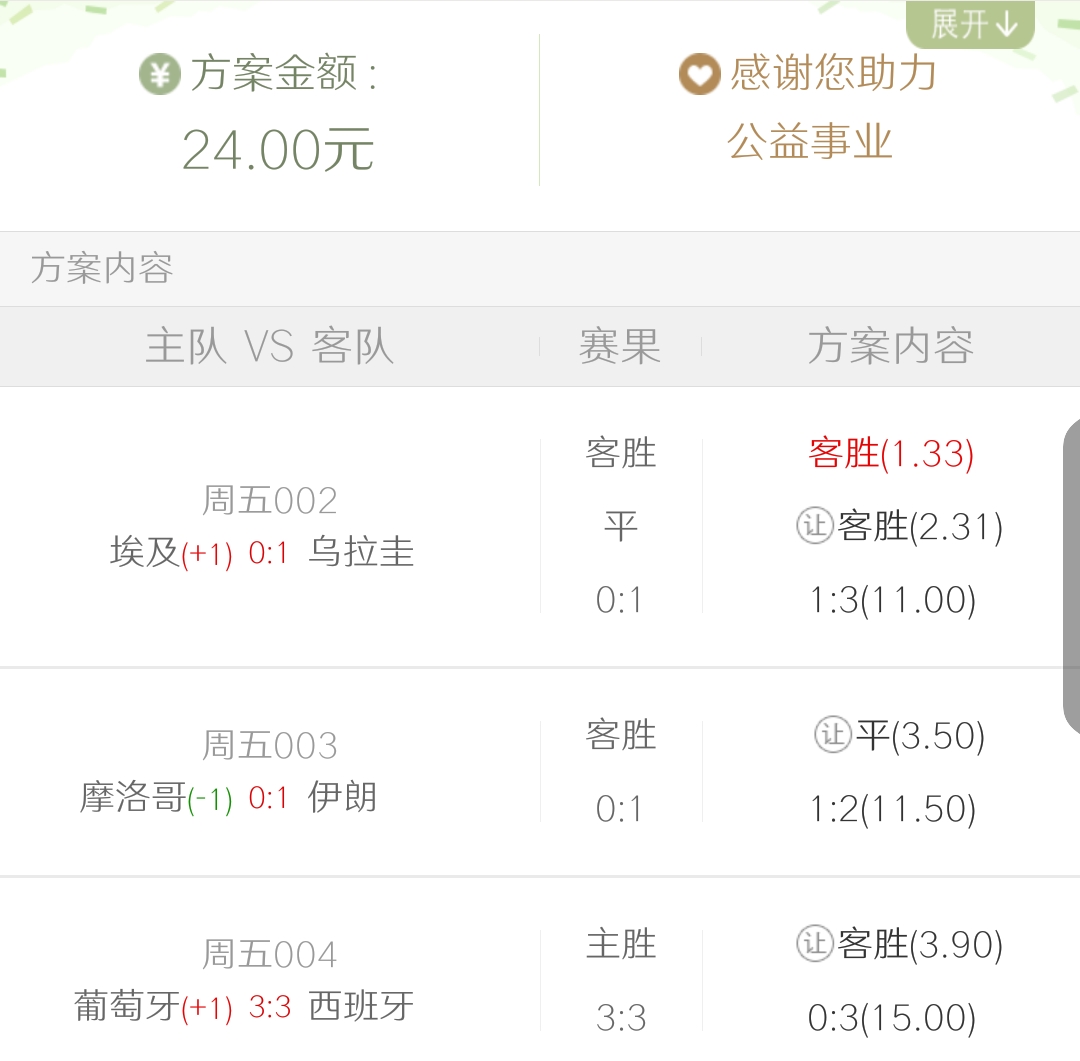 展开↓
¥ 方案金额 :
24.00元
感谢您助力
公益事业
方案内容
主队 VS 客队 赛果 方案内容
周五002
埃及(+1) 0:1 乌拉圭
客胜
平
0:1
客胜(1.33)
让客胜(2.31)
1:3(11.00)
周五003
摩洛哥(-1) 0:1 伊朗
客胜
0:1
让平(3.50)
1:2(11.50)
周五004
葡萄牙(+1) 3:3 西班牙
主胜
3:3
让客胜(3.90)
0:3(15.00)